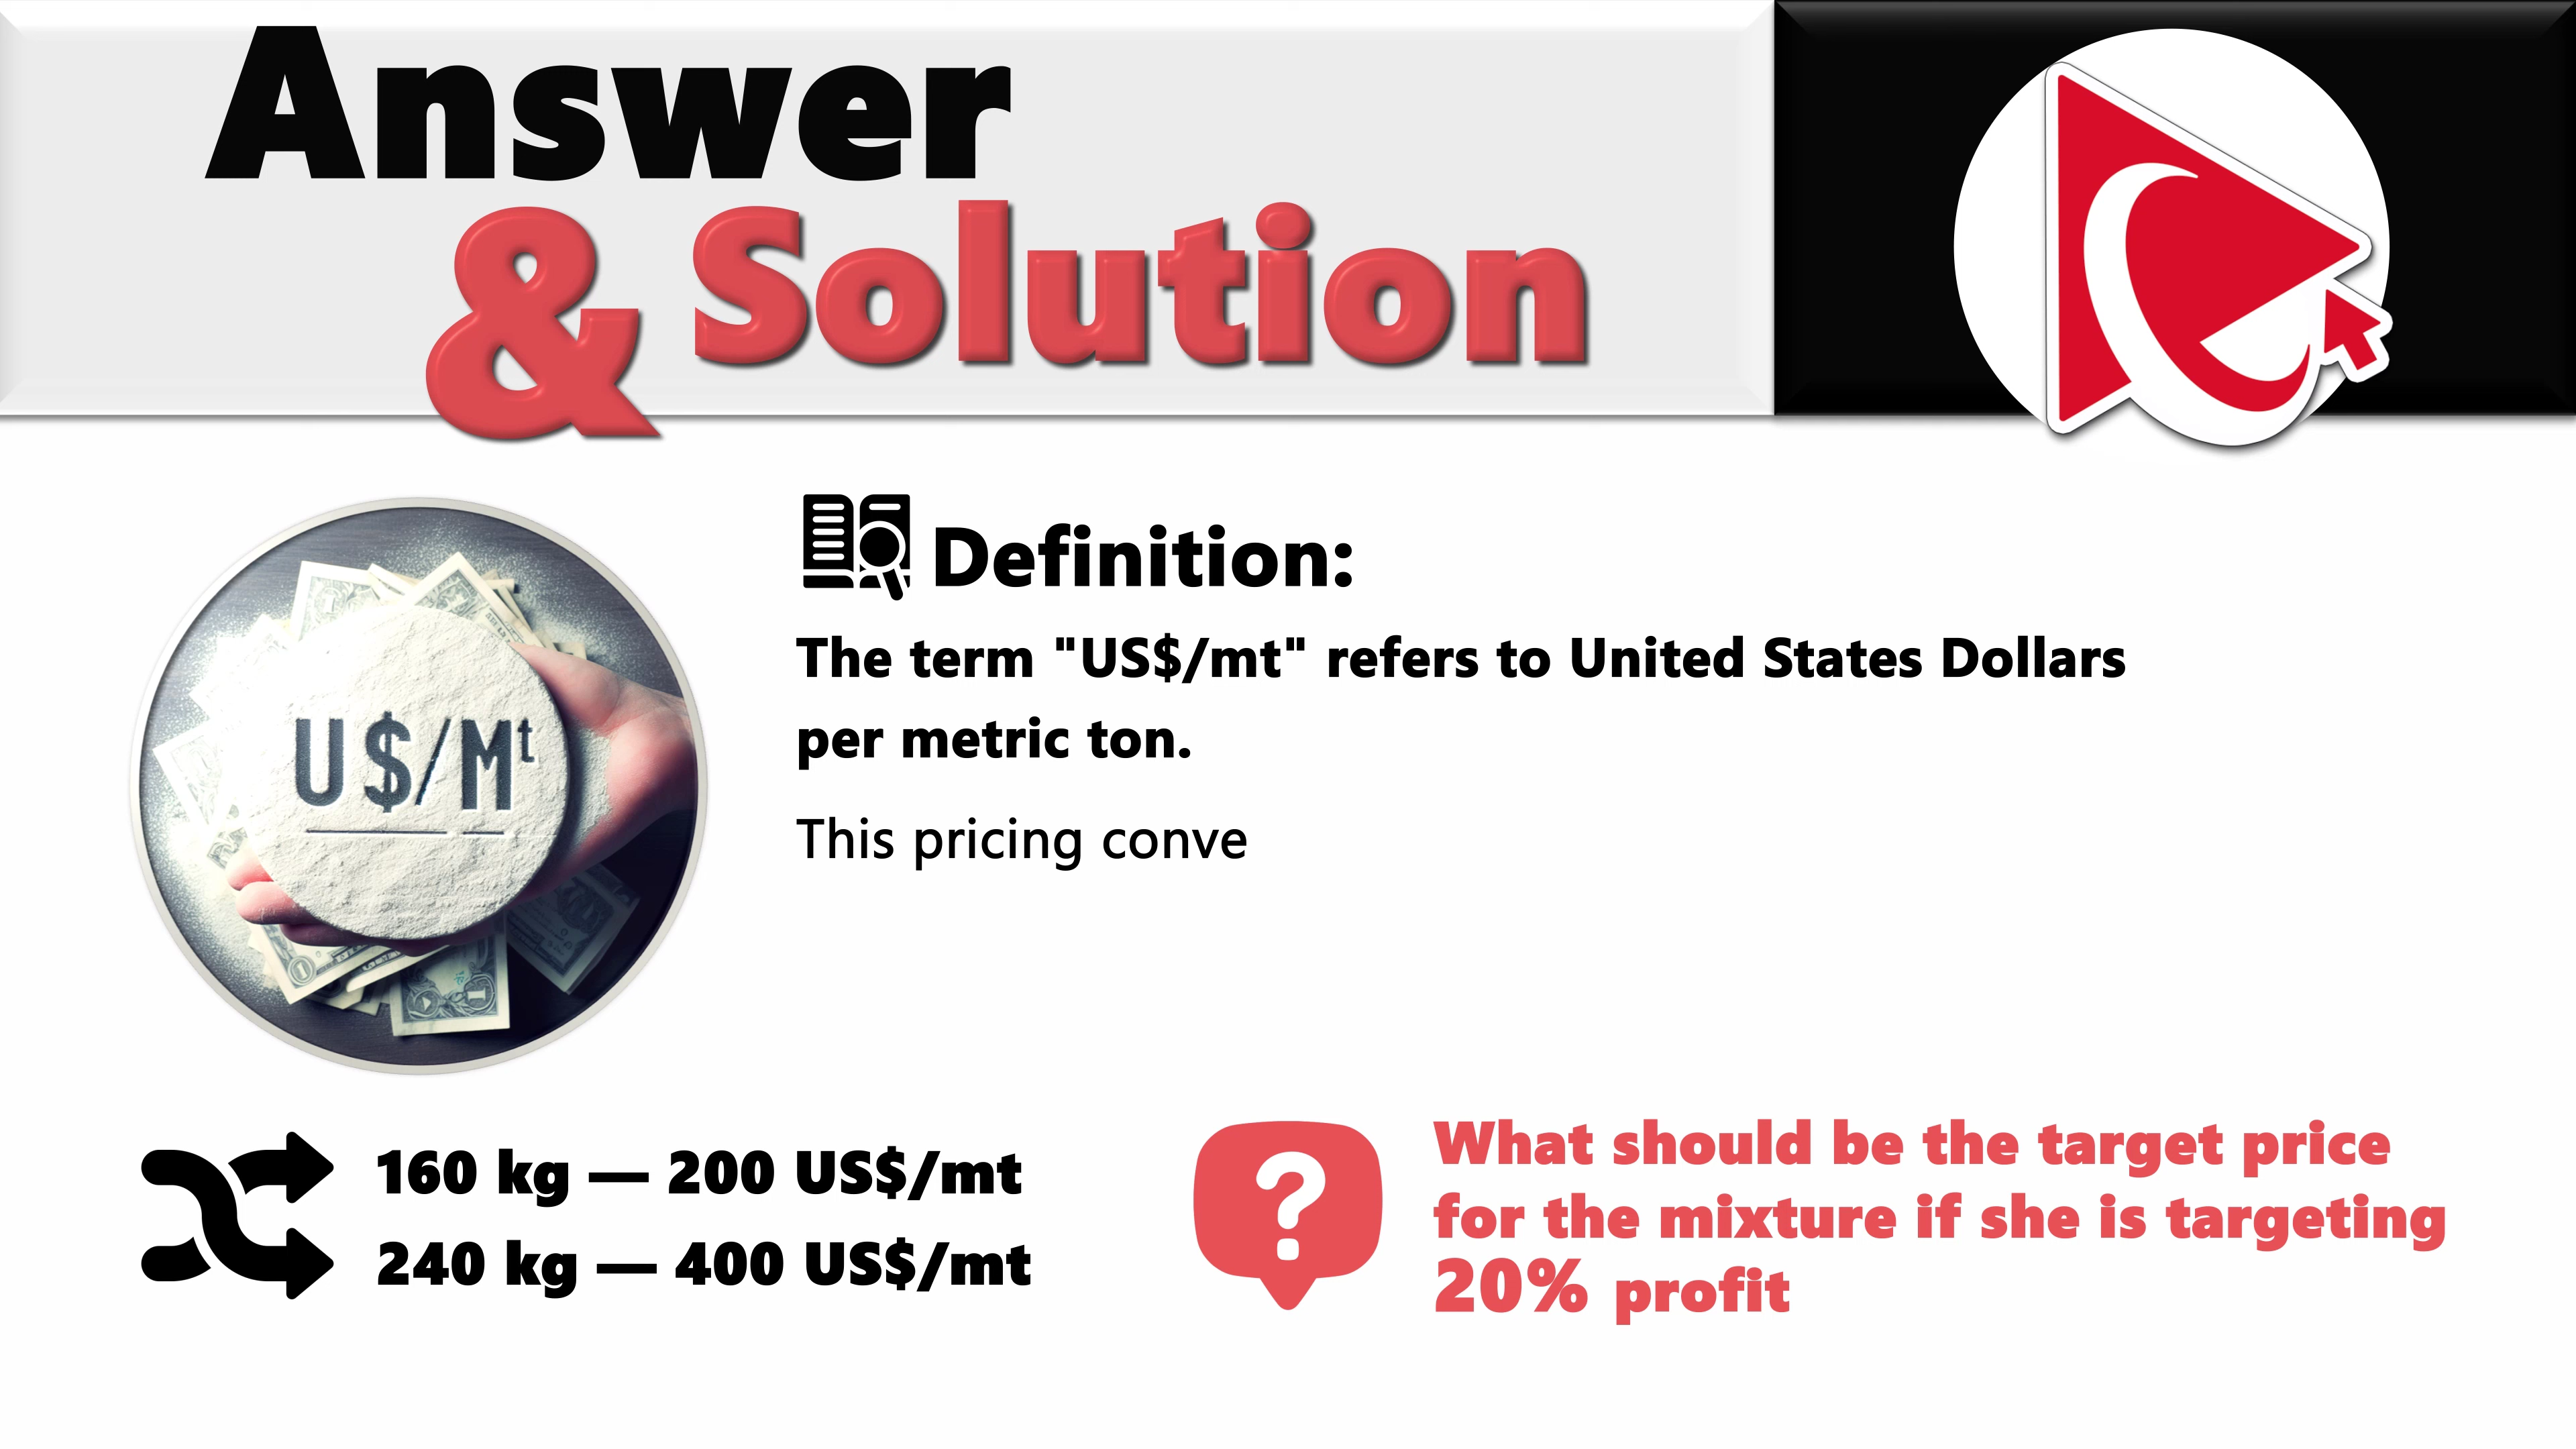 Answer
& Solution
Definition:
The term "US$/mt" refers to United States Dollars
per metric ton.
This pricing conve
U$/Mt
160 kg — 200 US$/mt
240 kg — 400 US$/mt
?
What should be the target price
for the mixture if she is targeting
20% profit